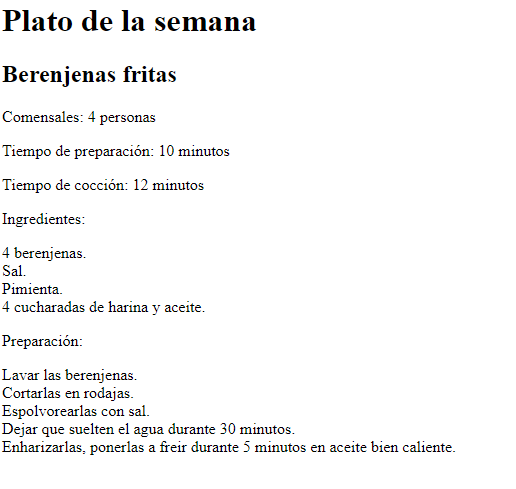 Plato de la semana
Berenjenas fritas
Comensales: 4 personas
Tiempo de preparación: 10 minutos
Tiempo de cocción: 12 minutos
Ingredientes:
4 berenjenas.
Sal.
Pimienta.
4 cucharadas de harina y aceite.
Preparación:
Lavar las berenjenas.
Cortarlas en rodajas.
Espolvorearlas con sal.
Dejar que suelten el agua durante 30 minutos.
Enharizarlas, ponerlas a freir durante 5 minutos en aceite bien caliente.